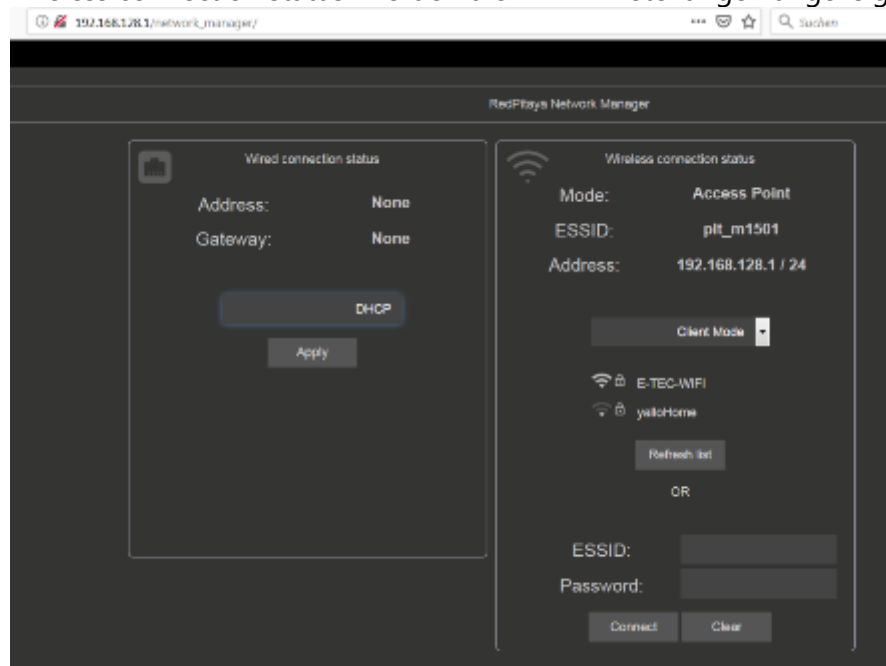 192.168.128.1/network_manager/
Suchen
RedPitaya Network Manager
Wired connection status
Address: None
Gateway: None
DHCP
Apply
Wireless connection status
Mode: Access Point
ESSID: plt_m1501
Address: 192.168.128.1 / 24
Client Mode
E-TEC-WIFI
yalloHome
Refresh list
OR
ESSID:
Password:
Connect Clear